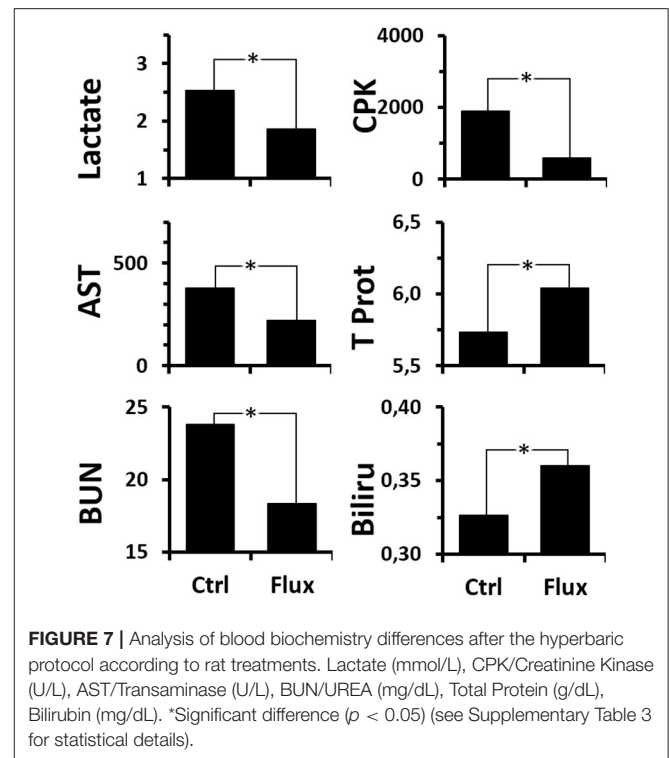 Lactate
3
2
1
*
CPK
4000
2000
0
*
AST
500
0
*
T Prot
6,5
6,0
5,5
*
BUN
25
20
15
*
Ctrl Flux
Biliru
0,40
0,35
0,30
*
Ctrl Flux
FIGURE 7 | Analysis of blood biochemistry differences after the hyperbaric
protocol according to rat treatments. Lactate (mmol/L), CPK/Creatinine Kinase
(U/L), AST/Transaminase (U/L), BUN/UREA (mg/dL), Total Protein (g/dL),
Bilirubin (mg/dL). *Significant difference (p < 0.05) (see Supplementary Table 3
for statistical details).